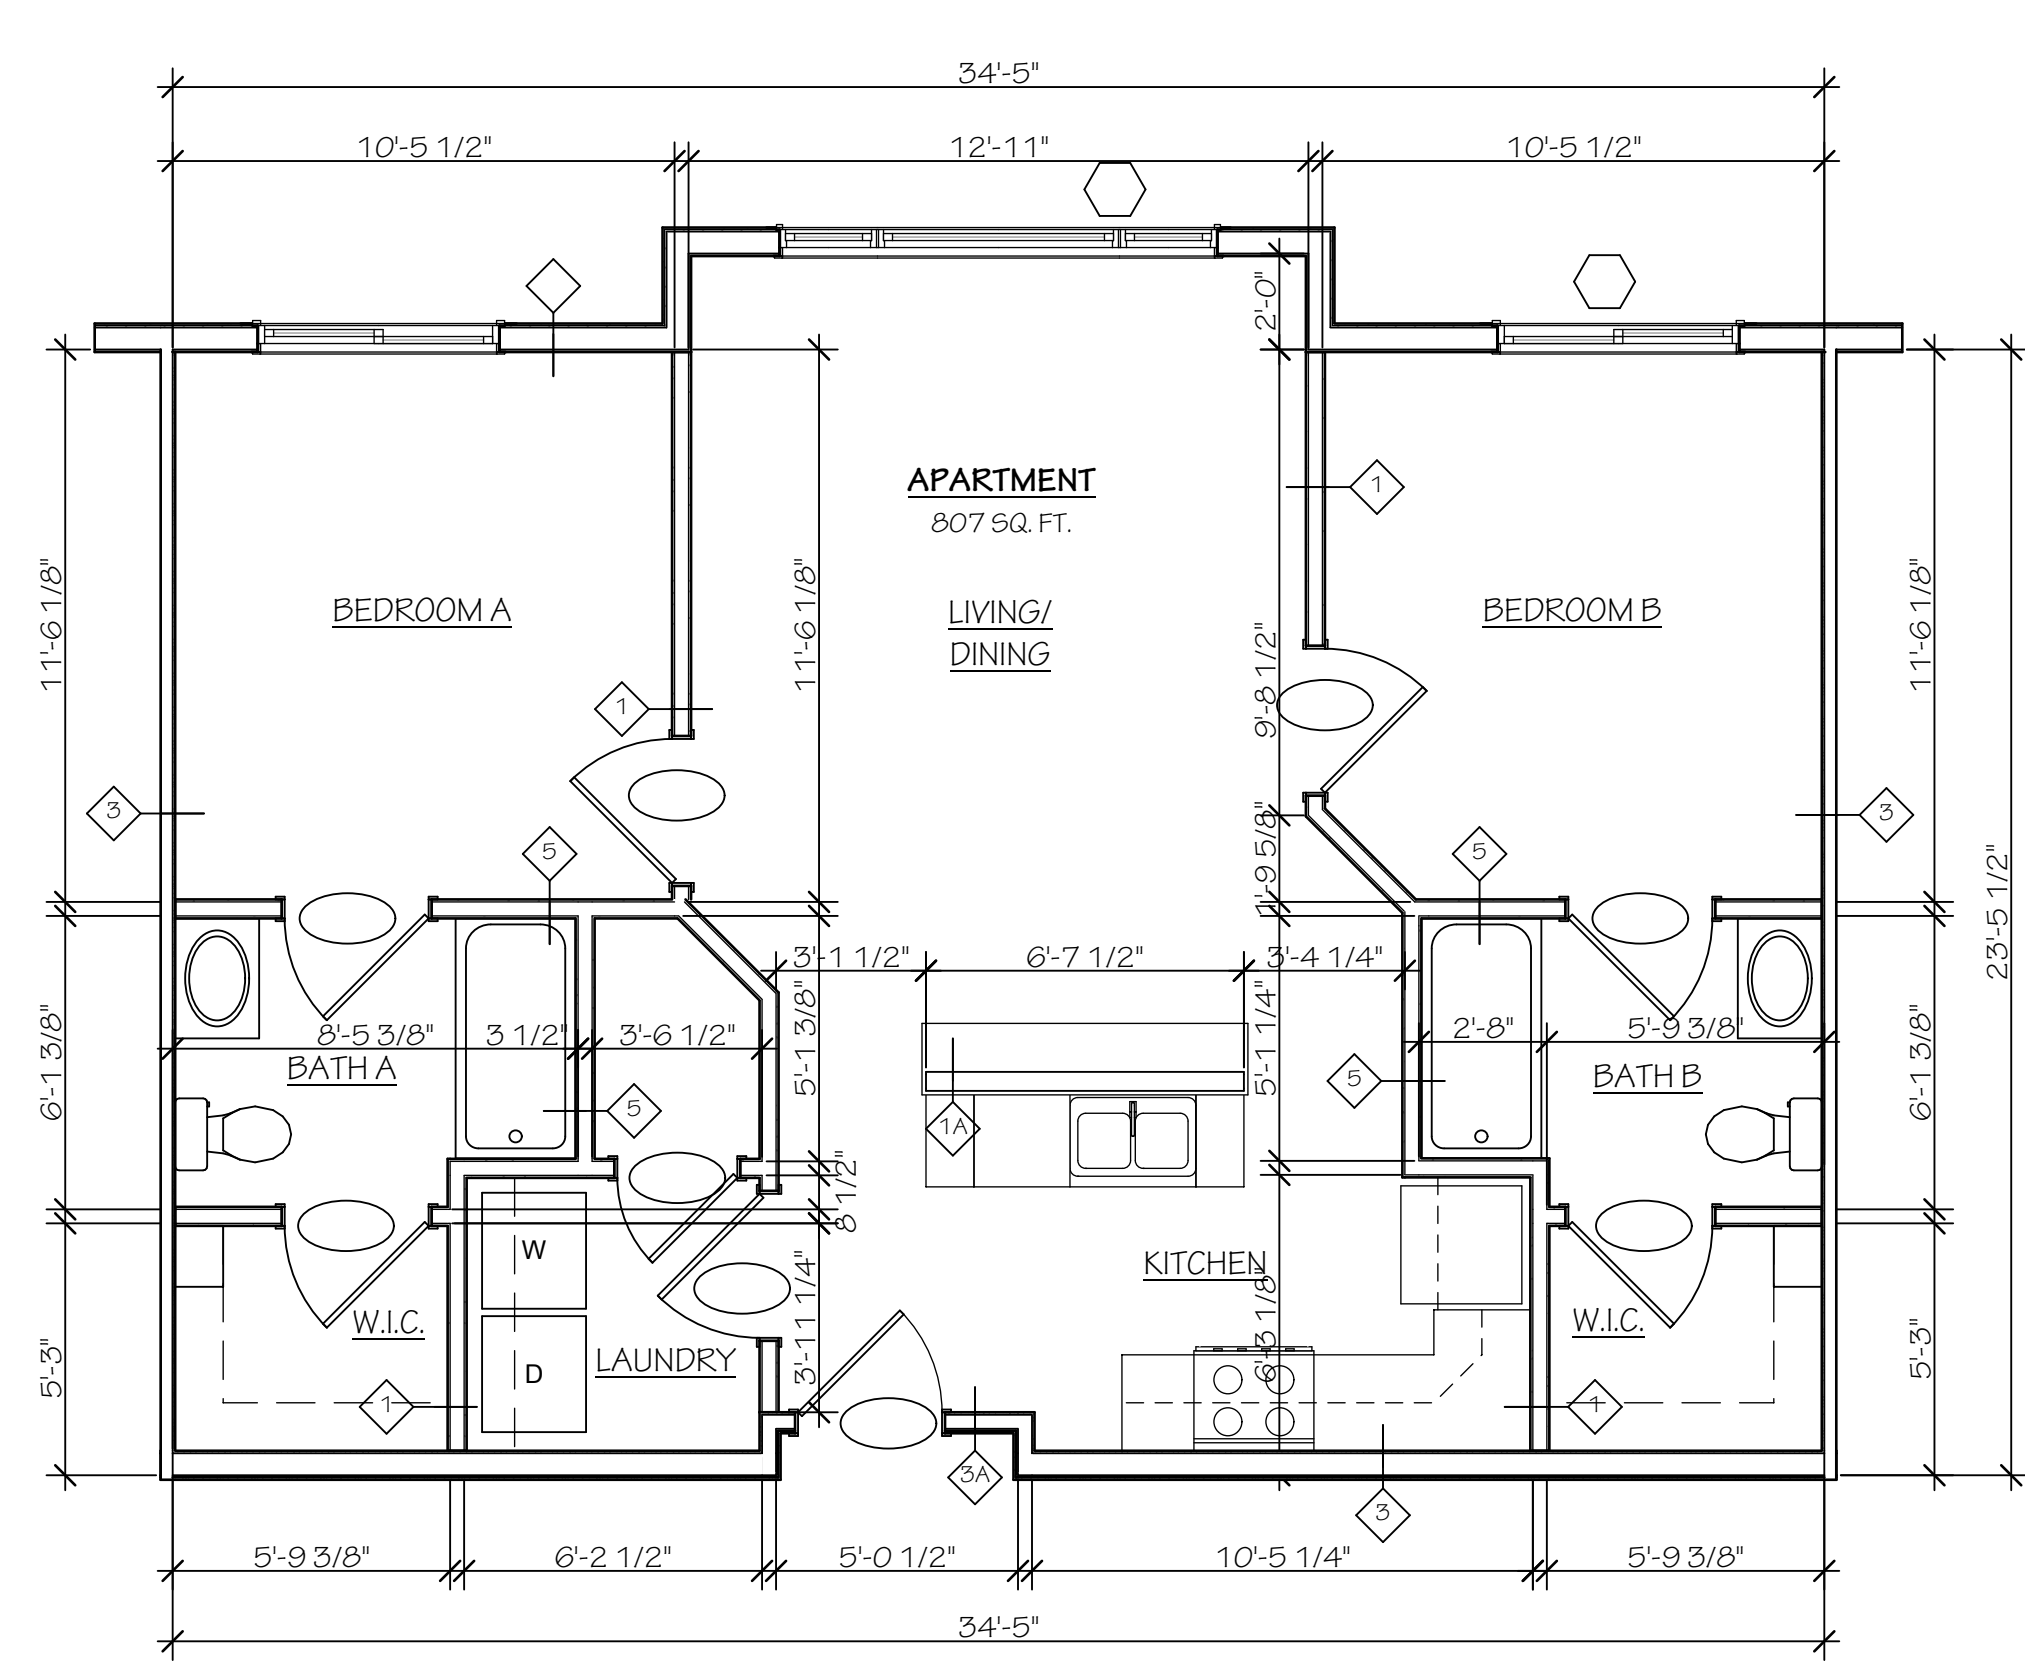 34'-5"
10'-5 1/2"
12'-11"
10'-5 1/2"
2'-0"
APARTMENT
807 SQ. FT.
1
BEDROOM A
LIVING/
DINING
BEDROOM B
11'-6 1/8"
11'-6 1/8"
9'-8 1/2"
11'-6 1/8"
1
3
3
5
5
1'-9 5/8"
23'-5 1/2"
3'-1 1/2"
6'-7 1/2"
3'-4 1/4"
8'-5 3/8"
3 1/2"
3'-6 1/2"
2'-8"
5'-9 3/8"
6'-1 3/8"
5'-1 3/8"
5'-1 1/4"
6'-1 3/8"
BATH A
BATH B
5
5
1A
8 1/2"
W
KITCHEN
W.I.C.
W.I.C.
LAUNDRY
D
5'-3"
3'-11 1/4"
6'-3 1/8"
5'-3"
1
1
3A
3
5'-9 3/8"
6'-2 1/2"
5'-0 1/2"
10'-5 1/4"
5'-9 3/8"
34'-5"